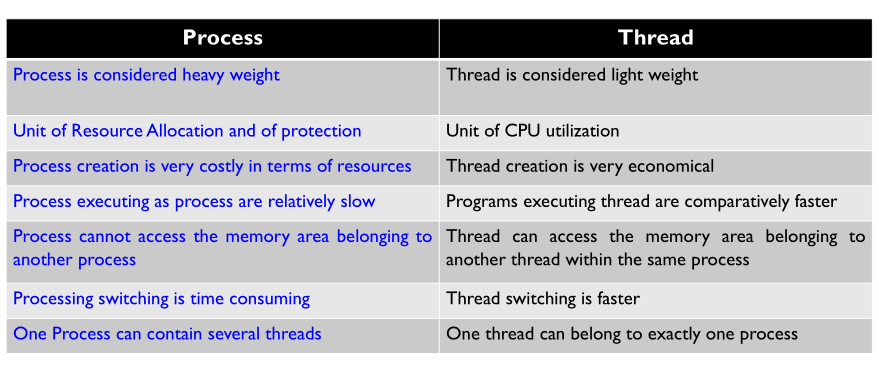 Process
Thread
Process is considered heavy weight
Thread is considered light weight
Unit of Resource Allocation and of protection
Unit of CPU utilization
Process creation is very costly in terms of resources
Thread creation is very economical
Process executing as process are relatively slow
Programs executing thread are comparatively faster
Process cannot access the memory area belonging to
another process
Thread can access the memory area belonging to
another thread within the same process
Processing switching is time consuming
Thread switching is faster
One Process can contain several threads
One thread can belong to exactly one process